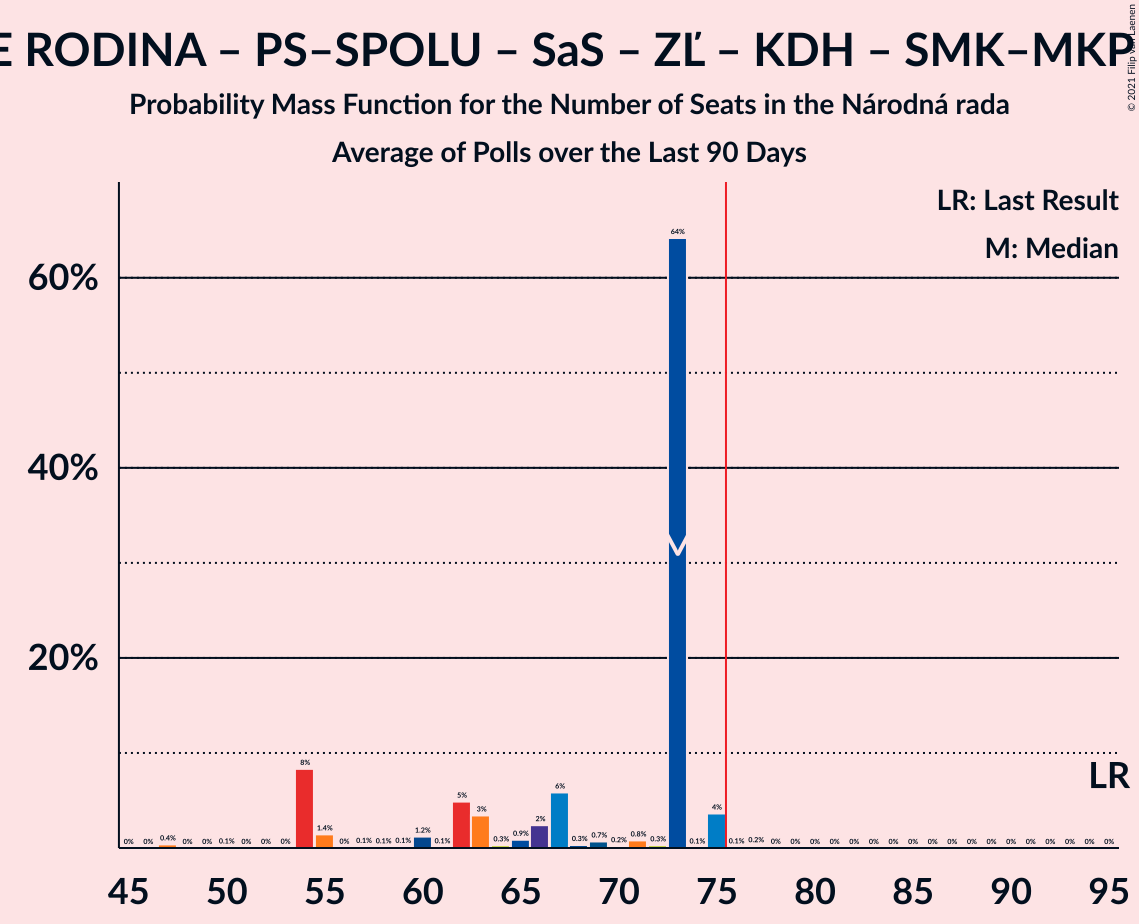 E RODINA – PS–SPOLU – SaS – ZĽ – KDH – SMK–MKP
© 2021 Filip van Laenen
Probability Mass Function for the Number of Seats in the Národná rada
Average of Polls over the Last 90 Days
LR: Last Result
M: Median
60%
40%
20%
64%
LR
0% 0% 0.4% 0% 0% 0.1% 0% 0% 0% 8% 1.4% 0% 0.1% 0.1% 0.1% 1.2% 0.1% 5% 3% 0.3% 0.9% 2% 6% 0.3% 0.7% 0.2% 0.8% 0.3% 0.1% 4% 0.1% 0.2% 0% 0% 0% 0% 0% 0% 0% 0% 0% 0% 0% 0% 0% 0% 0% 0% 0% 0%
45 50 55 60 65 70 75 80 85 90 95